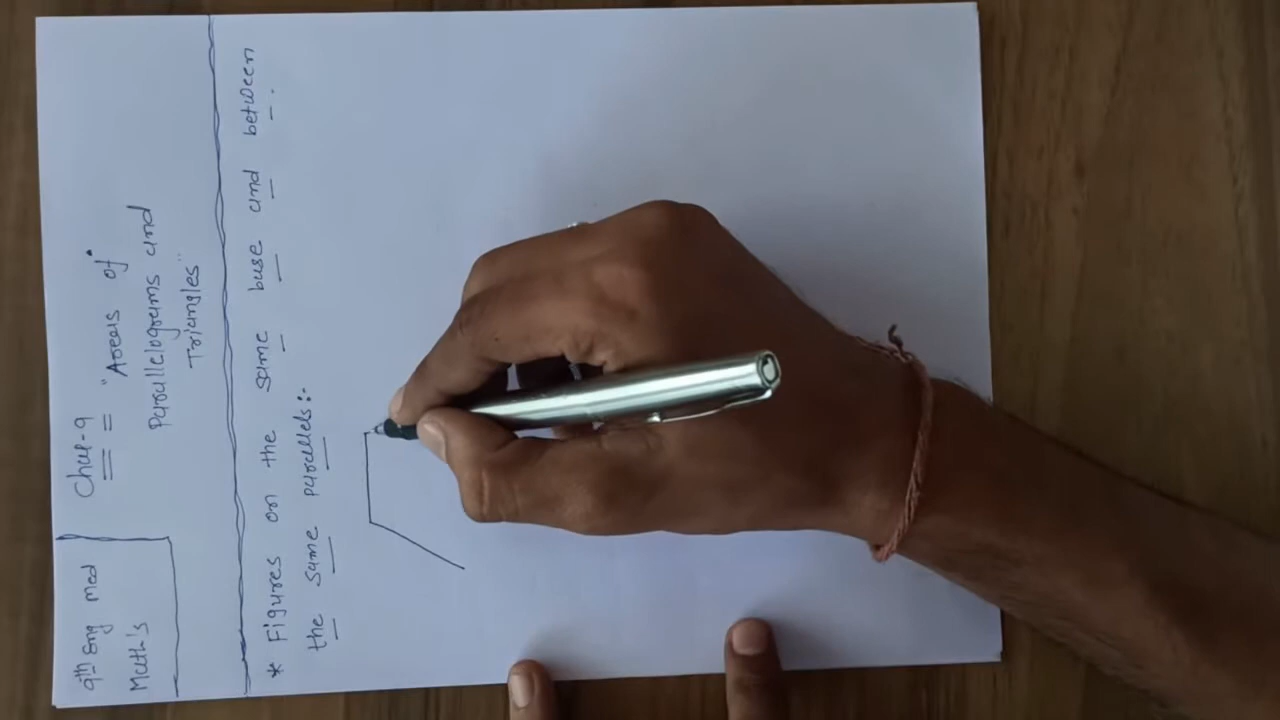 9th Eng med
Math's
Chap-9
"Areas of
Parallelograms and
Triangles"
* Figures on the same base and between
the same parallels:-